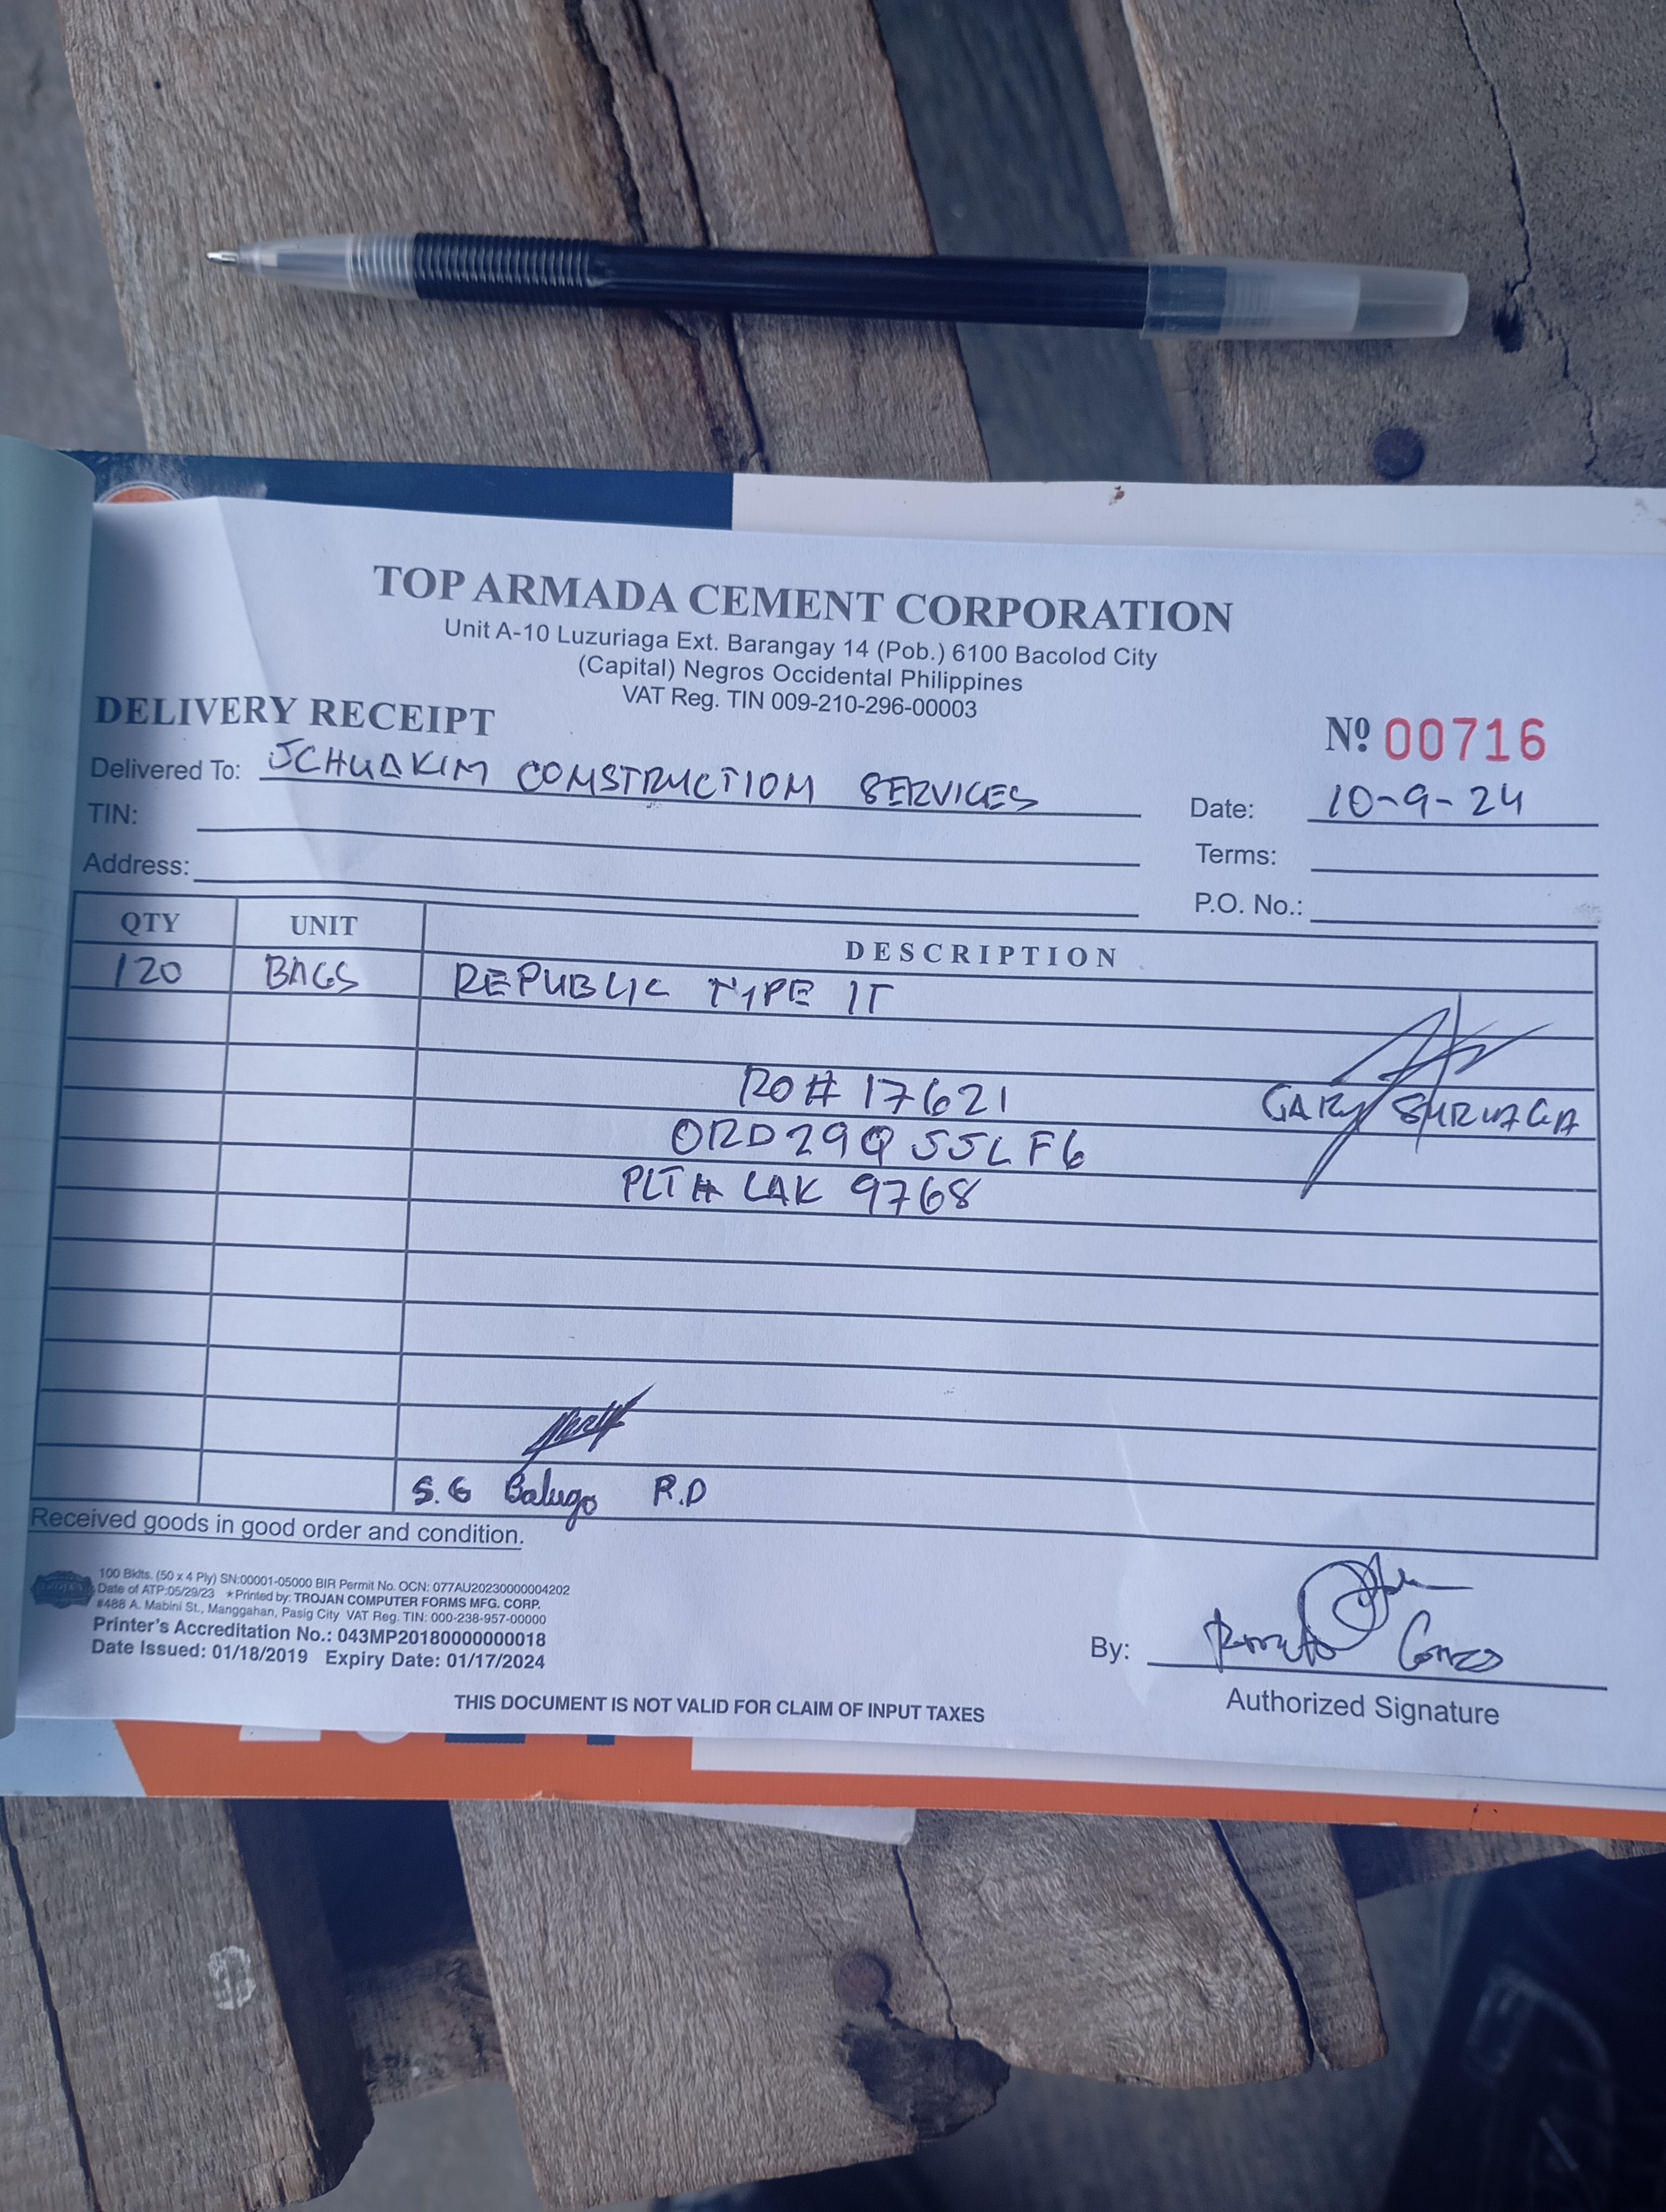 TOP ARMADA CEMENT CORPORATION
Unit A-10 Luzuriaga Ext. Barangay 14 (Pob.) 6100 Bacolod City
(Capital) Negros Occidental Philippines
VAT Reg. TIN 009-210-296-00003
DELIVERY RECEIPT
Nº 00716
Delivered To: JCHUAKIM CONSTRUCTION SERVICES
Date: 10-9-24
TIN:
Terms:
Address:
P.O. No.:
QTY UNIT DESCRIPTION
120 BAGS REPUBLIC TYPE 1T
RO# 17621
GARY
ORD29Q55LF6
PLT# LAK 9768
S.G Balugo R.D
Received goods in good order and condition.
100 Bklts. (50 x 4 Ply) SN:00001-05000 BIR Permit No. OCN: 077AU20230000004202
Date of ATP:05/29/23 ★Printed by: TROJAN COMPUTER FORMS MFG. CORP.
#488 A. Mabini St., Manggahan, Pasig City VAT Reg. TIN: 000-238-957-00000
Printer's Accreditation No.: 043MP20180000000018
Date Issued: 01/18/2019 Expiry Date: 01/17/2024
By:
Authorized Signature
THIS DOCUMENT IS NOT VALID FOR CLAIM OF INPUT TAXES